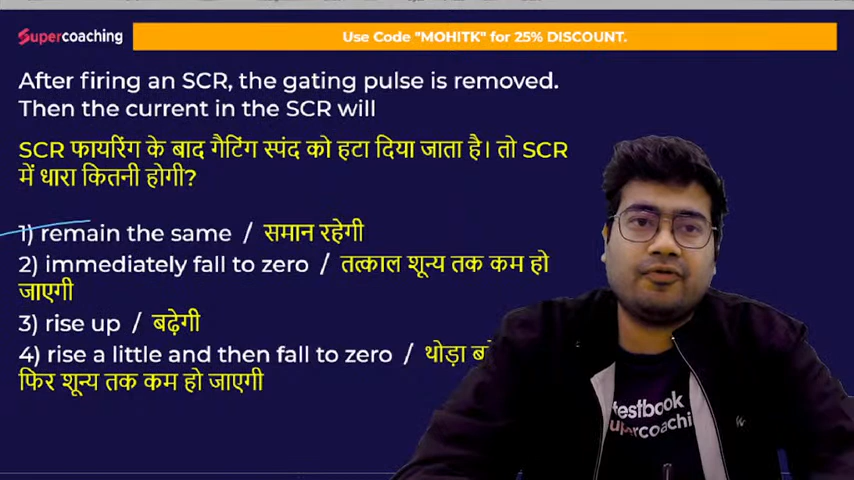 Supercoaching
Use Code "MOHITK" for 25% DISCOUNT.
After firing an SCR, the gating pulse is removed.
Then the current in the SCR will
SCR फायरिंग के बाद गैटिंग स्पंद को हटा दिया जाता है। तो SCR
में धारा कितनी होगी?
1) remain the same / समान रहेगी
2) immediately fall to zero / तत्काल शून्य तक कम हो
जाएगी
3) rise up / बढ़ेगी
4) rise a little and then fall to zero / थोड़ा
फिर शून्य तक कम हो जाएगी
testbook
supercoachi